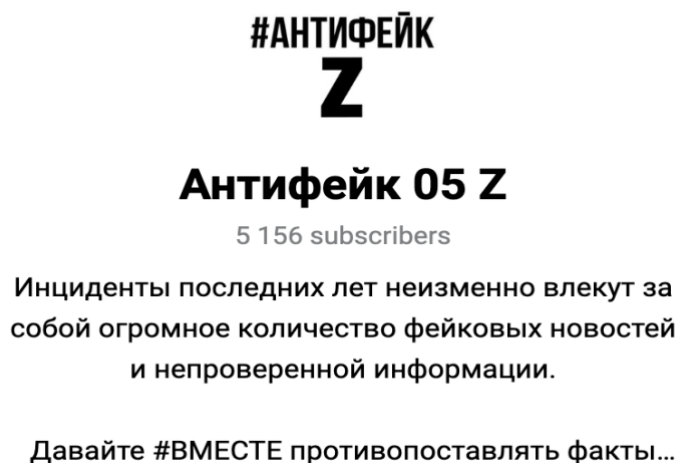 #АНТИФЕЙК
Z
Антифейк 05 Z
5 156 subscribers
Инциденты последних лет неизменно влекут за
собой огромное количество фейковых новостей
и непроверенной информации.
Давайте #ВМЕСТЕ противопоставлять факты...